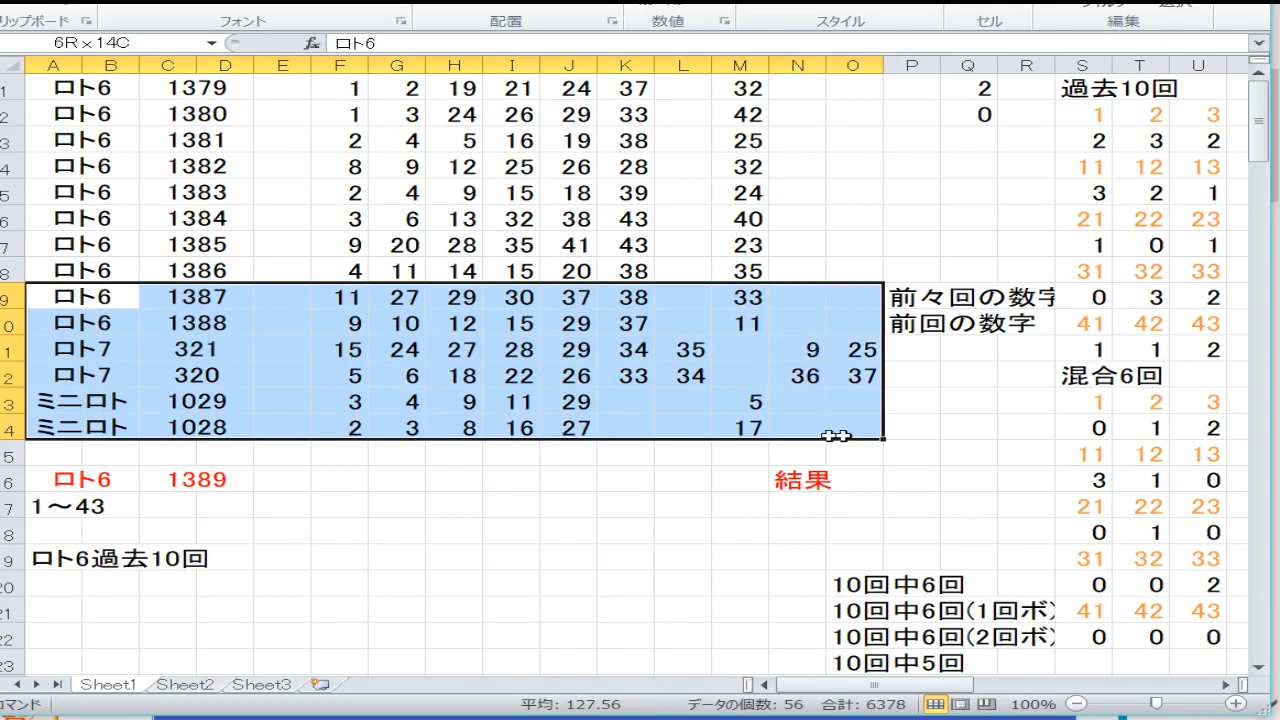 リップボード フォント 配置 数値 スタイル セル 編集
6R x 14C fx ロト6
A B C D E F G H I J K L M N O P Q R S T U
1 ロト6 1379 1 2 19 21 24 37 32 2 過去10回
2 ロト6 1380 1 3 24 26 29 33 42 0 1 2 3
3 ロト6 1381 2 4 5 16 19 38 25 2 3 2
4 ロト6 1382 8 9 12 25 26 28 32 11 12 13
5 ロト6 1383 2 4 9 15 18 39 24 3 2 1
6 ロト6 1384 3 6 13 32 38 43 40 21 22 23
7 ロト6 1385 9 20 28 35 41 43 23 1 0 1
8 ロト6 1386 4 11 14 15 20 38 35 31 32 33
9 ロト6 1387 11 27 29 30 37 38 33 前々回の数字 0 3 2
0 ロト6 1388 9 10 12 15 29 37 11 前回の数字 41 42 43
1 ロト7 321 15 24 27 28 29 34 35 9 25 1 1 2
2 ロト7 320 5 6 18 22 26 33 34 36 37 混合6回
3 ミニロト 1029 3 4 9 11 29 5 1 2 3
4 ミニロト 1028 2 3 8 16 27 17 0 1 2
5 11 12 13
6 ロト6 1389 結果 3 1 0
7 1～43 21 22 23
8 0 1 0
9 ロト6過去10回 31 32 33
20 10回中6回 0 0 2
21 10回中6回(1回ボ) 41 42 43
22 10回中6回(2回ボ) 0 0 0
23 10回中5回
Sheet1 Sheet2 Sheet3
コマンド 平均: 127.56 データの個数: 56 合計: 6378 100%